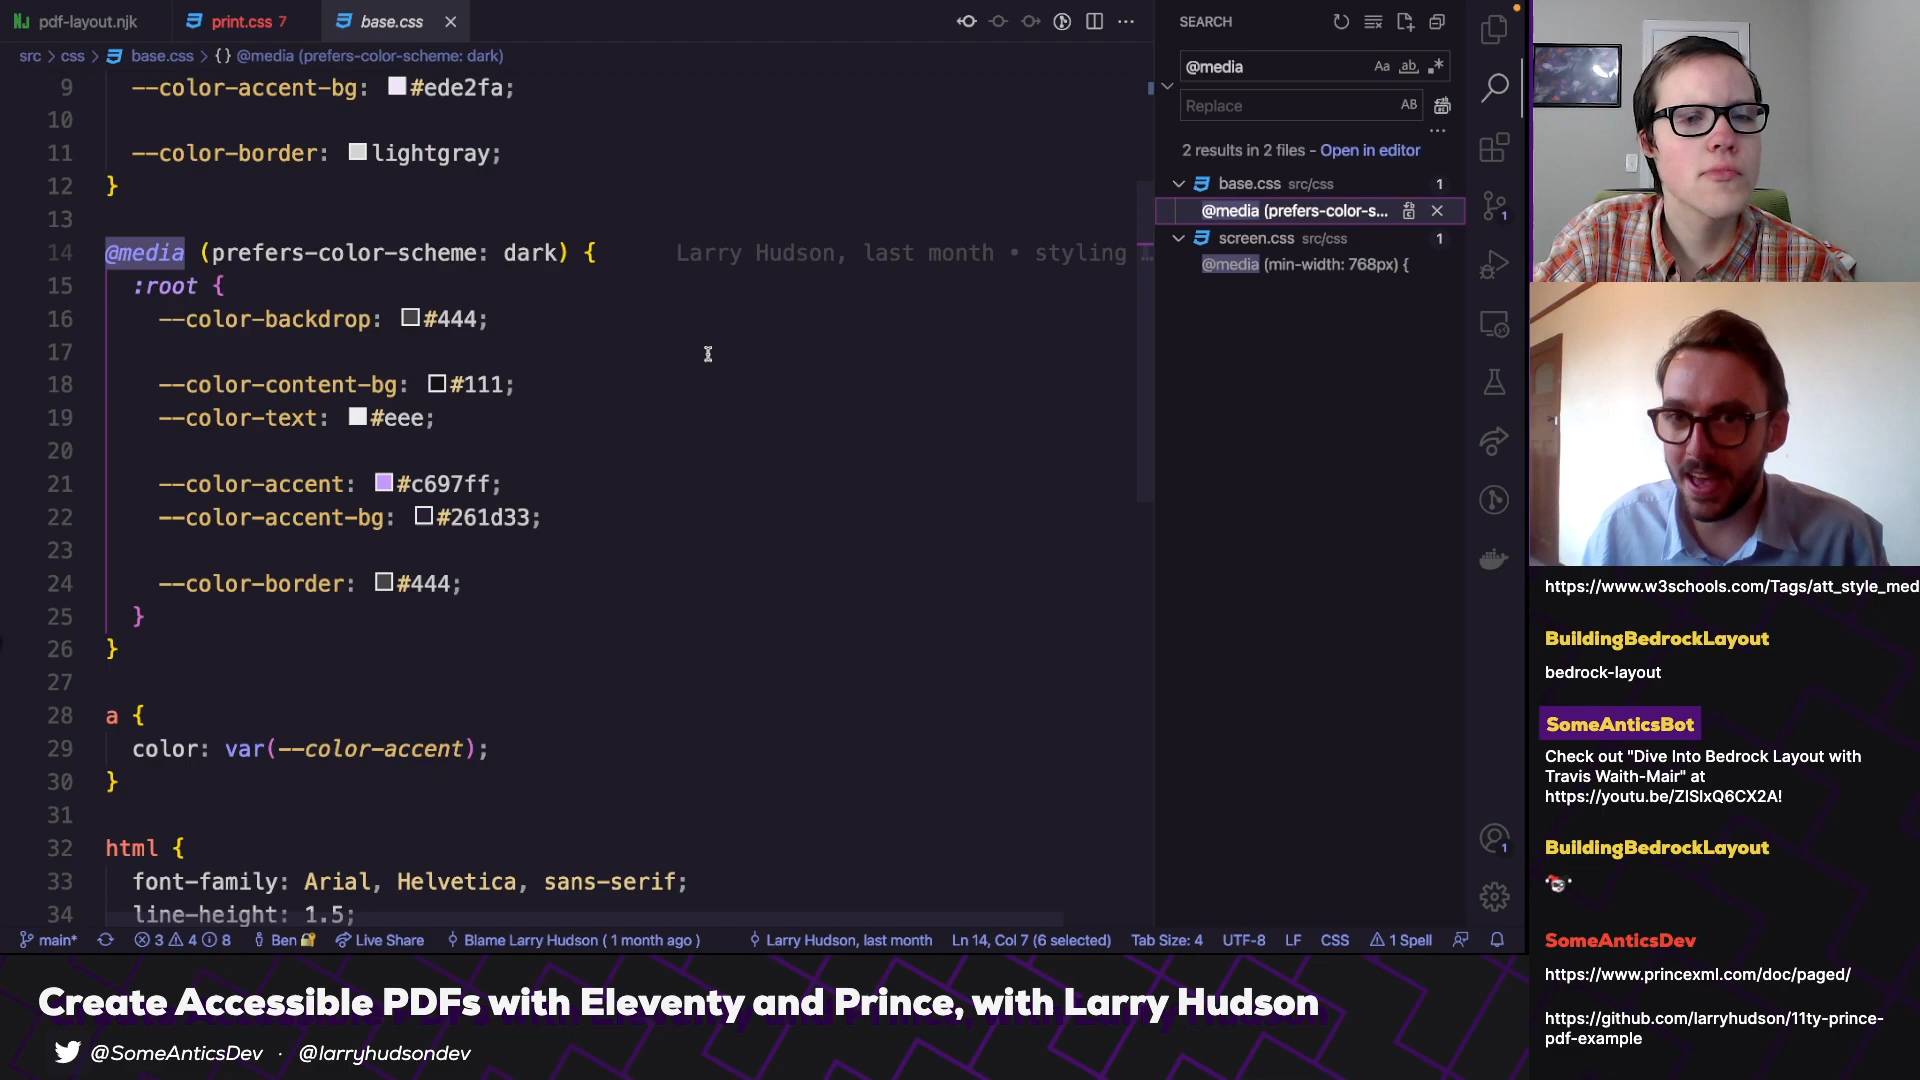 pdf-layout.njk
print.css 7
base.css
src > css > base.css > {} @media (prefers-color-scheme: dark)
9 --color-accent-bg: #ede2fa;
10
11 --color-border: lightgray;
12 }
13
14 @media (prefers-color-scheme: dark) { Larry Hudson, last month • styling …
15 :root {
16 --color-backdrop: #444;
17
18 --color-content-bg: #111;
19 --color-text: #eee;
20
21 --color-accent: #c697ff;
22 --color-accent-bg: #261d33;
23
24 --color-border: #444;
25 }
26 }
27
28 a {
29 color: var(--color-accent);
30 }
31
32 html {
33 font-family: Arial, Helvetica, sans-serif;
34 line-height: 1.5;
main* 3 4 8 Ben Live Share Blame Larry Hudson ( 1 month ago ) Larry Hudson, last month Ln 14, Col 7 (6 selected) Tab Size: 4 UTF-8 LF CSS 1 Spell
SEARCH
@media Aa ab .*
Replace AB
2 results in 2 files - Open in editor
base.css src/css 1
@media (prefers-color-s...
screen.css src/css 1
@media (min-width: 768px) {
1
1
https://www.w3schools.com/Tags/att_style_med
BuildingBedrockLayout
bedrock-layout
SomeAnticsBot
Check out "Dive Into Bedrock Layout with
Travis Waith-Mair" at
https://youtu.be/ZISIxQ6CX2A!
BuildingBedrockLayout
SomeAnticsDev
https://www.princexml.com/doc/paged/
https://github.com/larryhudson/11ty-prince-
pdf-example
Create Accessible PDFs with Eleventy and Prince, with Larry Hudson
@SomeAnticsDev · @larryhudsondev